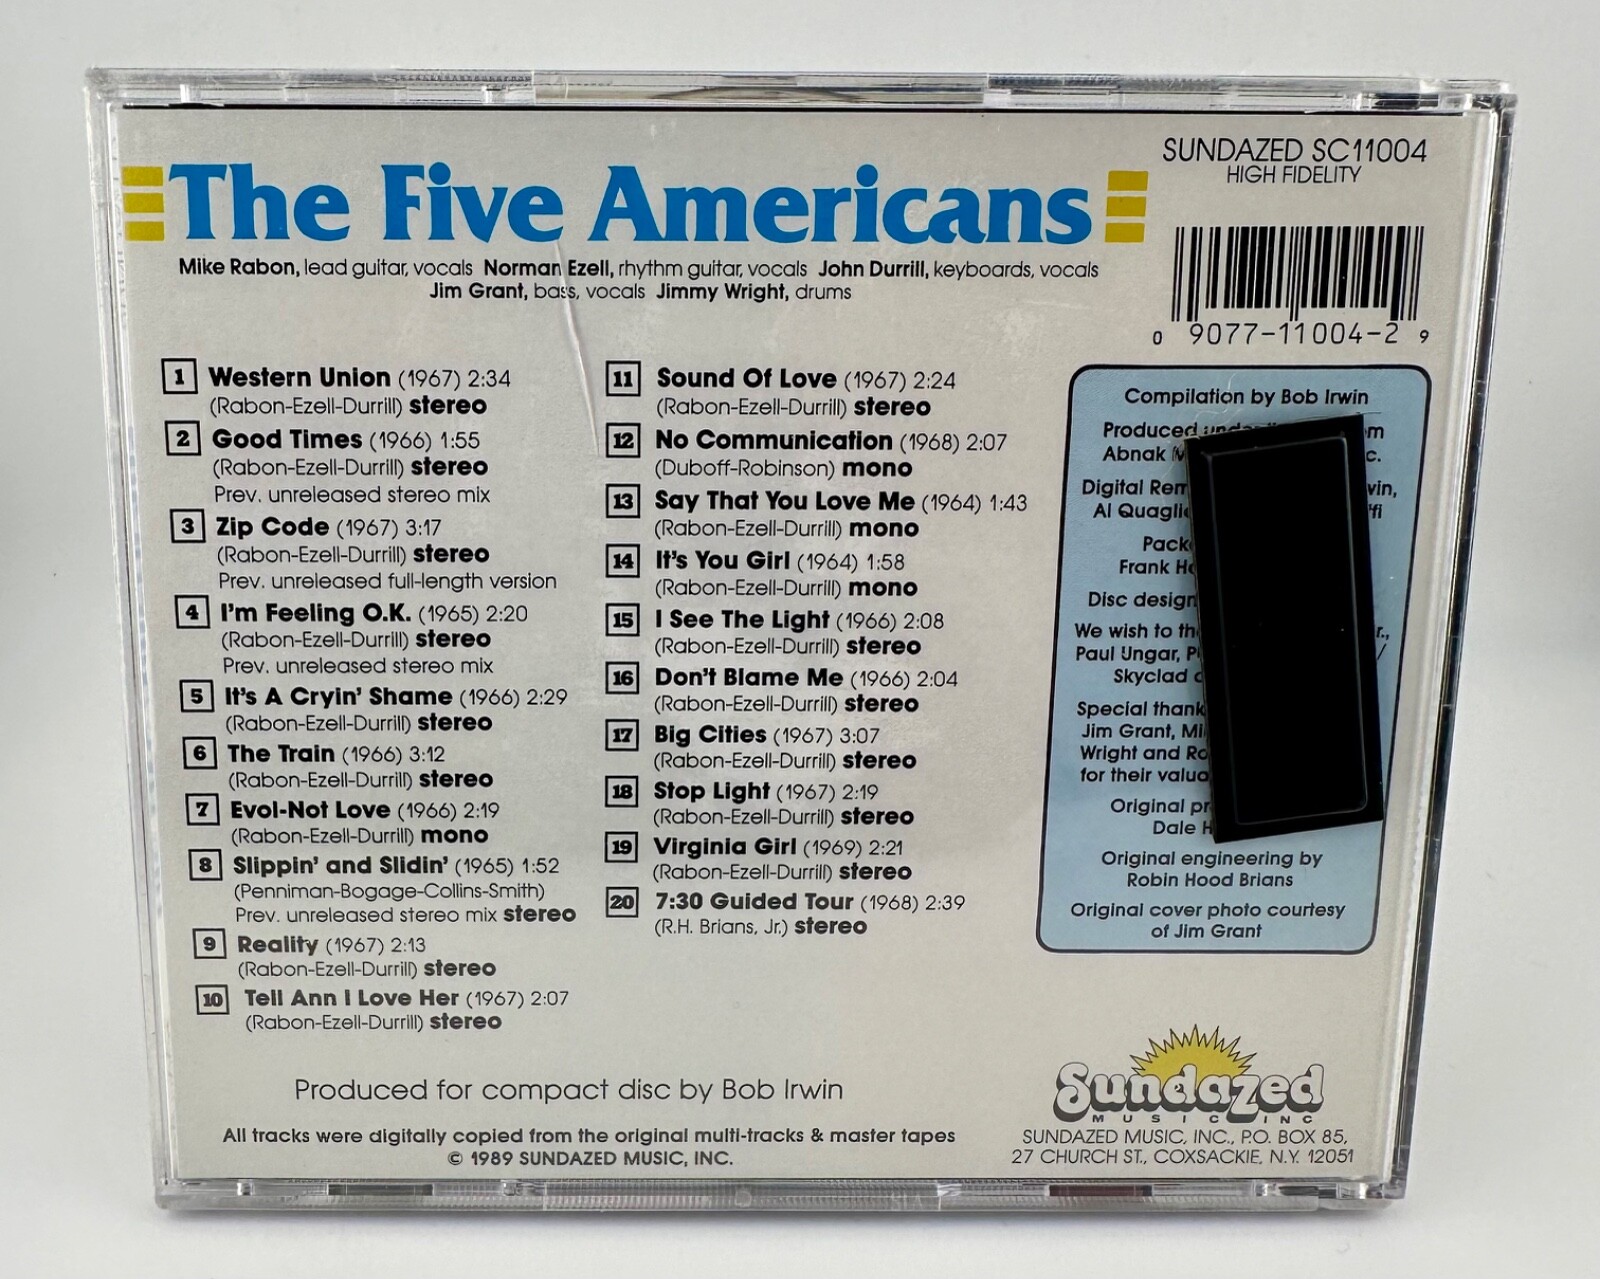 The Five Americans
Mike Rabon, lead guitar, vocals Norman Ezell, rhythm guitar, vocals John Durrill, keyboards, vocals
Jim Grant, bass, vocals Jimmy Wright, drums
SUNDAZED SC11004
HIGH FIDELITY
0 9077-11004-2 9
1 Western Union (1967) 2:34
(Rabon-Ezell-Durrill) stereo
2 Good Times (1966) 1:55
(Rabon-Ezell-Durrill) stereo
Prev. unreleased stereo mix
3 Zip Code (1967) 3:17
(Rabon-Ezell-Durrill) stereo
Prev. unreleased full-length version
4 I'm Feeling O.K. (1965) 2:20
(Rabon-Ezell-Durrill) stereo
Prev. unreleased stereo mix
5 It's A Cryin' Shame (1966) 2:29
(Rabon-Ezell-Durrill) stereo
6 The Train (1966) 3:12
(Rabon-Ezell-Durrill) stereo
7 Evol-Not Love (1966) 2:19
(Rabon-Ezell-Durrill) mono
8 Slippin' and Slidin' (1965) 1:52
(Penniman-Bogage-Collins-Smith)
Prev. unreleased stereo mix stereo
9 Reality (1967) 2:13
(Rabon-Ezell-Durrill) stereo
10 Tell Ann I Love Her (1967) 2:07
(Rabon-Ezell-Durrill) stereo
11 Sound Of Love (1967) 2:24
(Rabon-Ezell-Durrill) stereo
12 No Communication (1968) 2:07
(Duboff-Robinson) mono
13 Say That You Love Me (1964) 1:43
(Rabon-Ezell-Durrill) mono
14 It's You Girl (1964) 1:58
(Rabon-Ezell-Durrill) mono
15 I See The Light (1966) 2:08
(Rabon-Ezell-Durrill) stereo
16 Don't Blame Me (1966) 2:04
(Rabon-Ezell-Durrill) stereo
17 Big Cities (1967) 3:07
(Rabon-Ezell-Durrill) stereo
18 Stop Light (1967) 2:19
(Rabon-Ezell-Durrill) stereo
19 Virginia Girl (1969) 2:21
(Rabon-Ezell-Durrill) stereo
20 7:30 Guided Tour (1968) 2:39
(R.H. Brians, Jr.) stereo
Compilation by Bob Irwin
Produced
Abnak
Digital
Al
Frank
Disc design
We wish to
Paul Ungar,
Skyclad
Special
Jim Grant,
Wright and
for their
Original
Dale
Original engineering by
Robin Hood Brians
Original cover photo courtesy
of Jim Grant
Produced for compact disc by Bob Irwin
All tracks were digitally copied from the original multi-tracks & master tapes
© 1989 SUNDAZED MUSIC, INC.
Sundazed
MUSIC INC
SUNDAZED MUSIC, INC., P.O. BOX 85,
27 CHURCH ST., COXSACKIE, N.Y. 12051